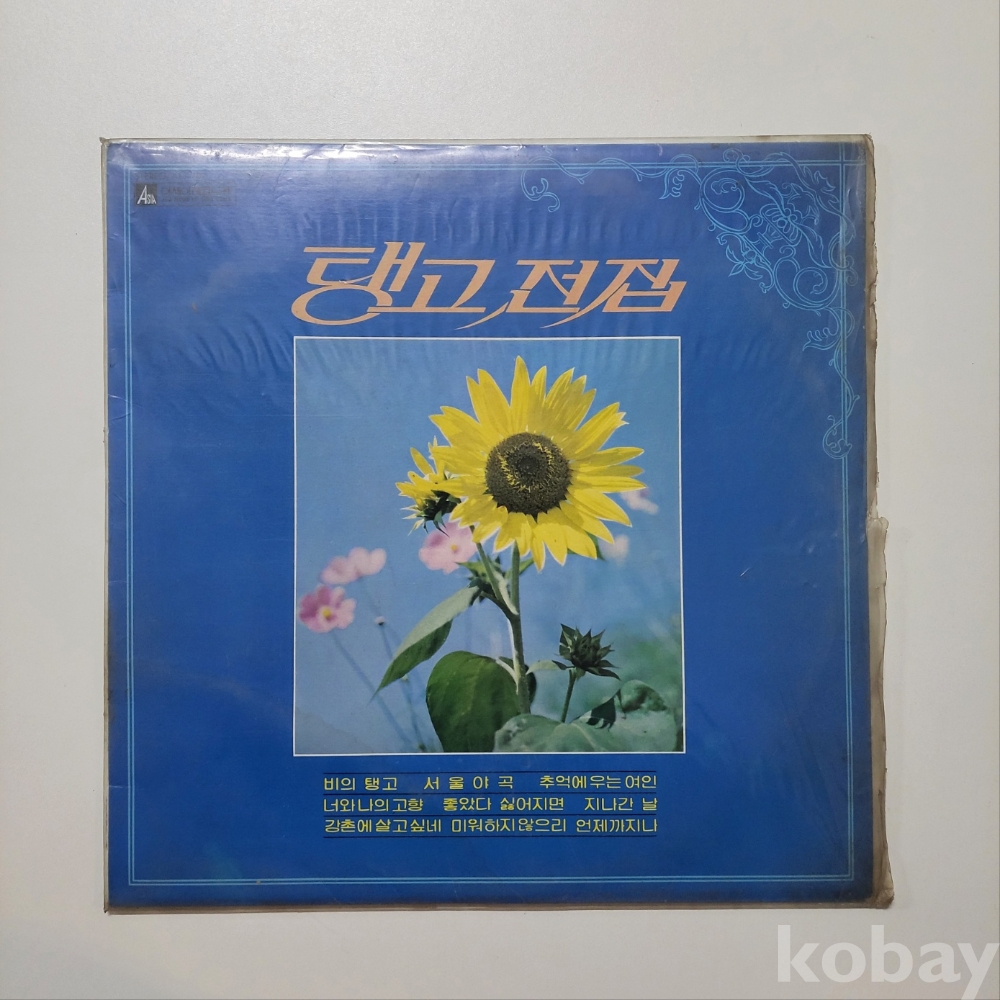 ASIA
탱고 전집
비의 탱고 서울야곡 추억에우는여인
너와나의고향 좋았다 싫어지면 지나간 날
강촌에살고싶네 미워하지않으리 언제까지나
kobay